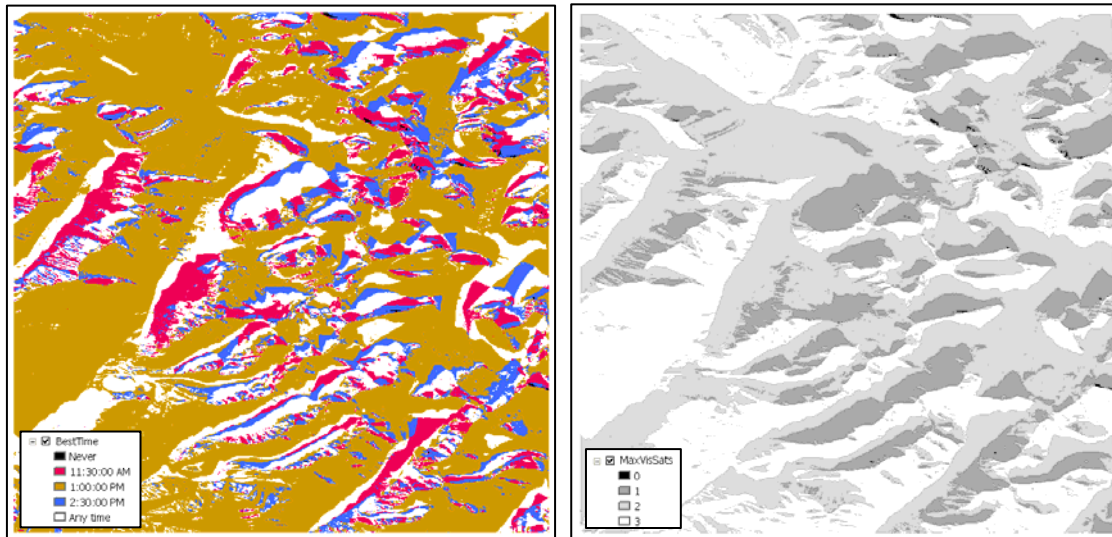 BestTime
Never
11:30:00 AM
1:00:00 PM
2:30:00 PM
Any time
MaxVisSats
0
1
2
3